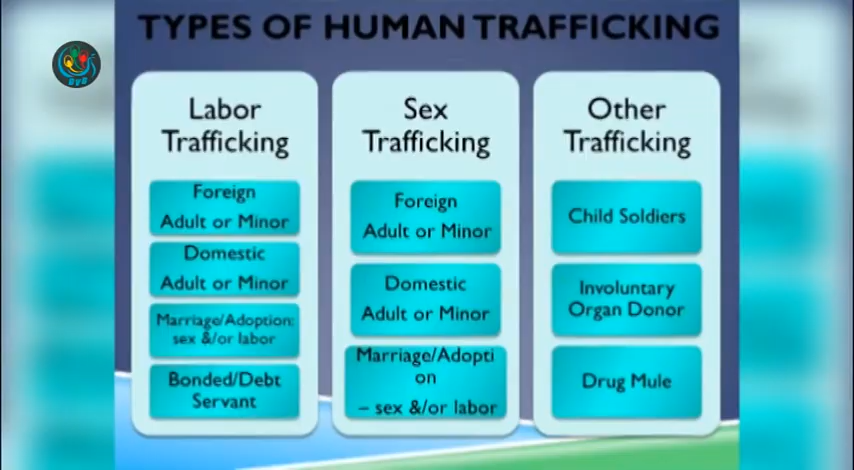 TYPES OF HUMAN TRAFFICKING
Labor
Trafficking
Foreign
Adult or Minor
Domestic
Adult or Minor
Marriage/Adoption:
sex &/or labor
Bonded/Debt
Servant
Sex
Trafficking
Foreign
Adult or Minor
Domestic
Adult or Minor
Marriage/Adopti
on
– sex &/or labor
Other
Trafficking
Child Soldiers
Involuntary
Organ Donor
Drug Mule